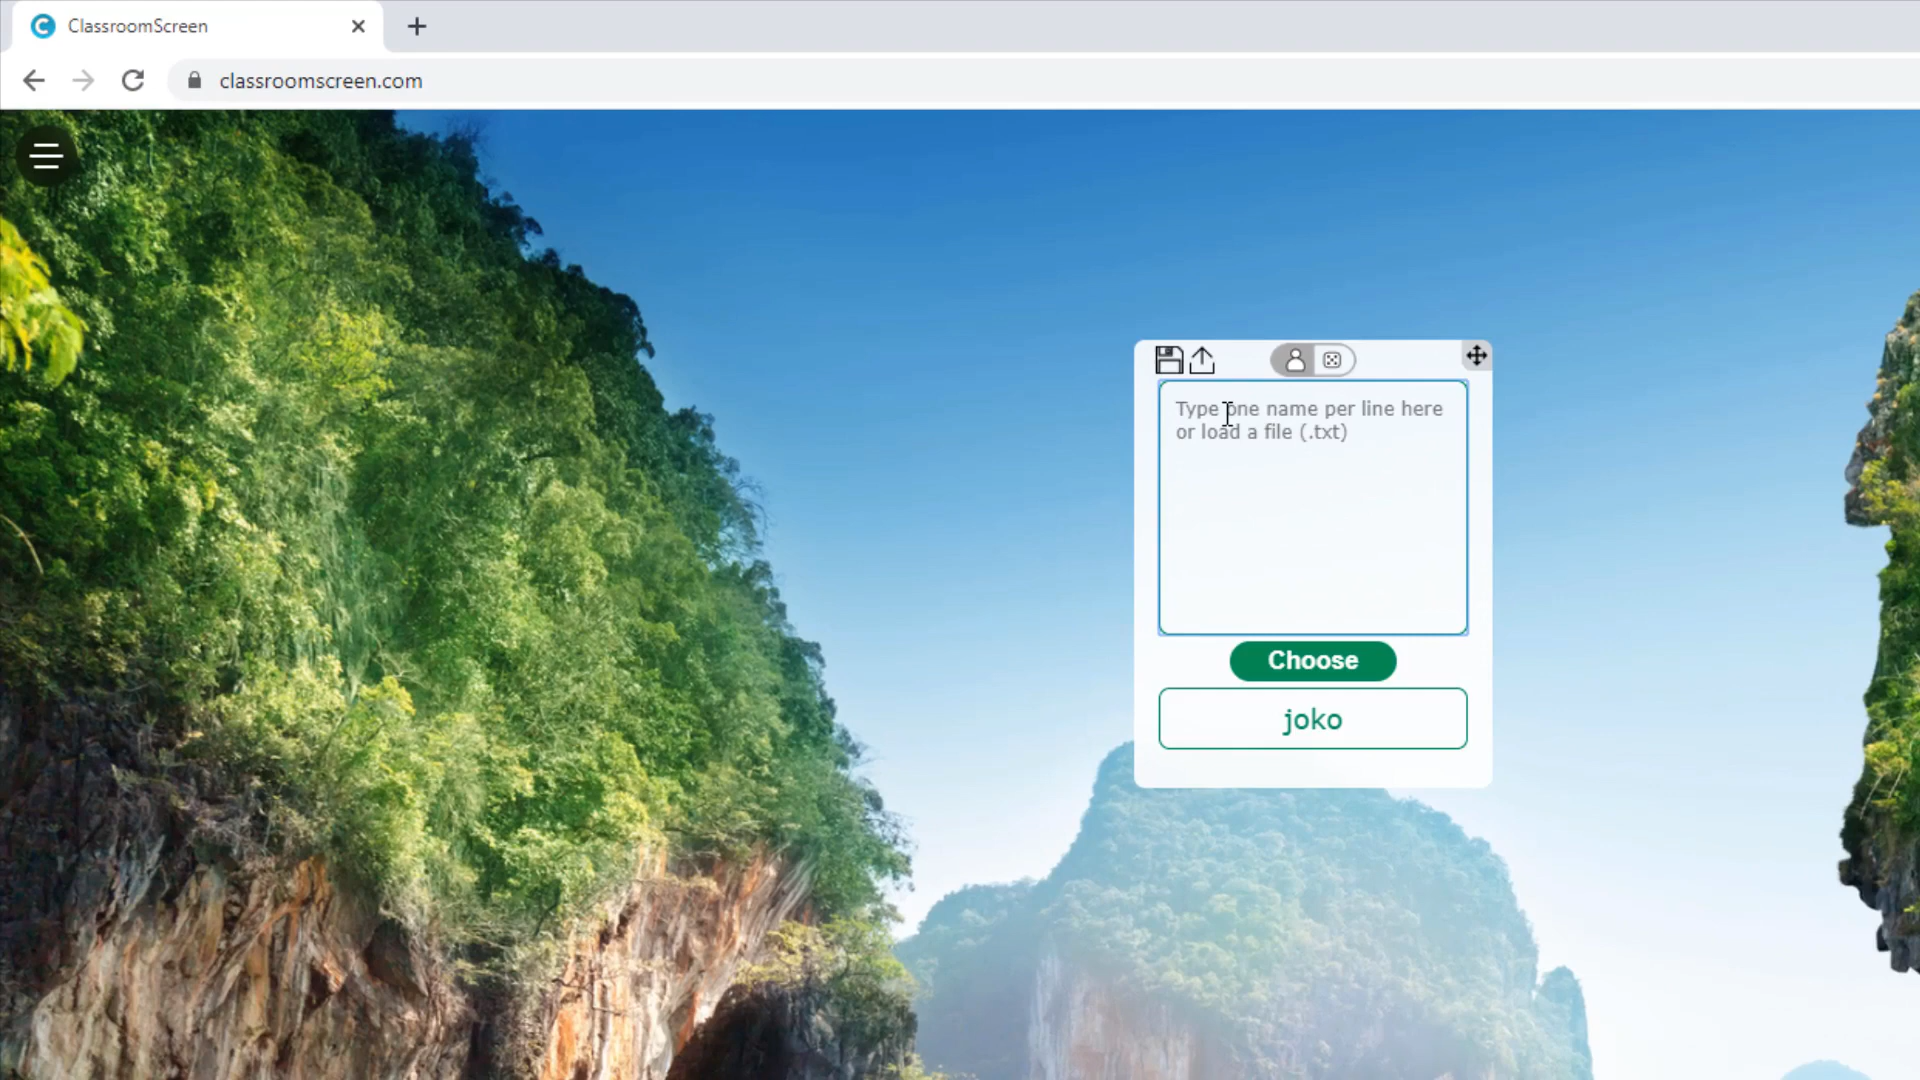 ClassroomScreen
classroomscreen.com
Type one name per line here
or load a file (.txt)
Choose
joko